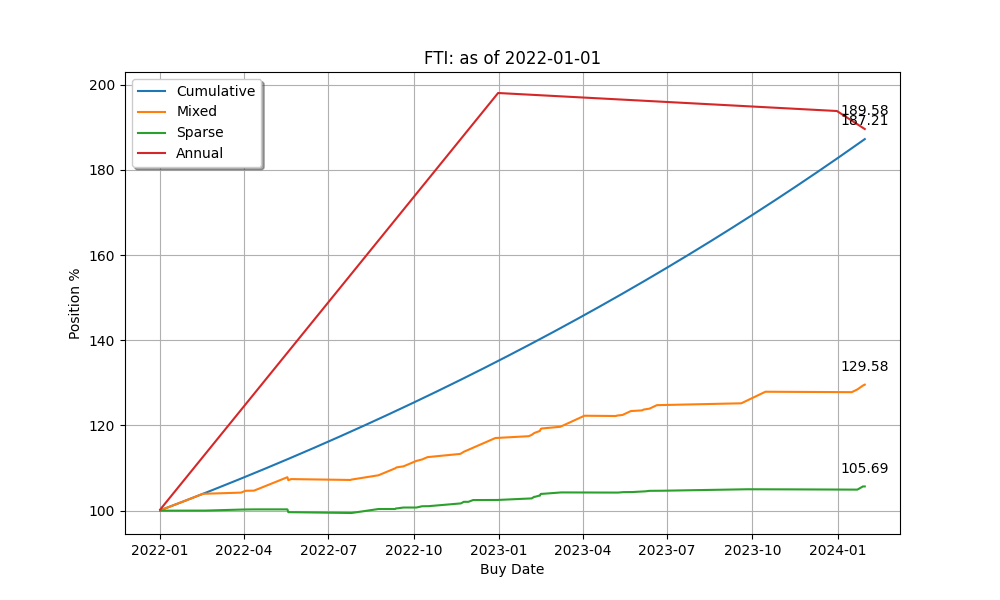 FTI: as of 2022-01-01
Cumulative
Mixed
Sparse
Annual
200
180
160
140
120
100
Position %
189.58
187.21
129.58
105.69
2022-01 2022-04 2022-07 2022-10 2023-01 2023-04 2023-07 2023-10 2024-01
Buy Date